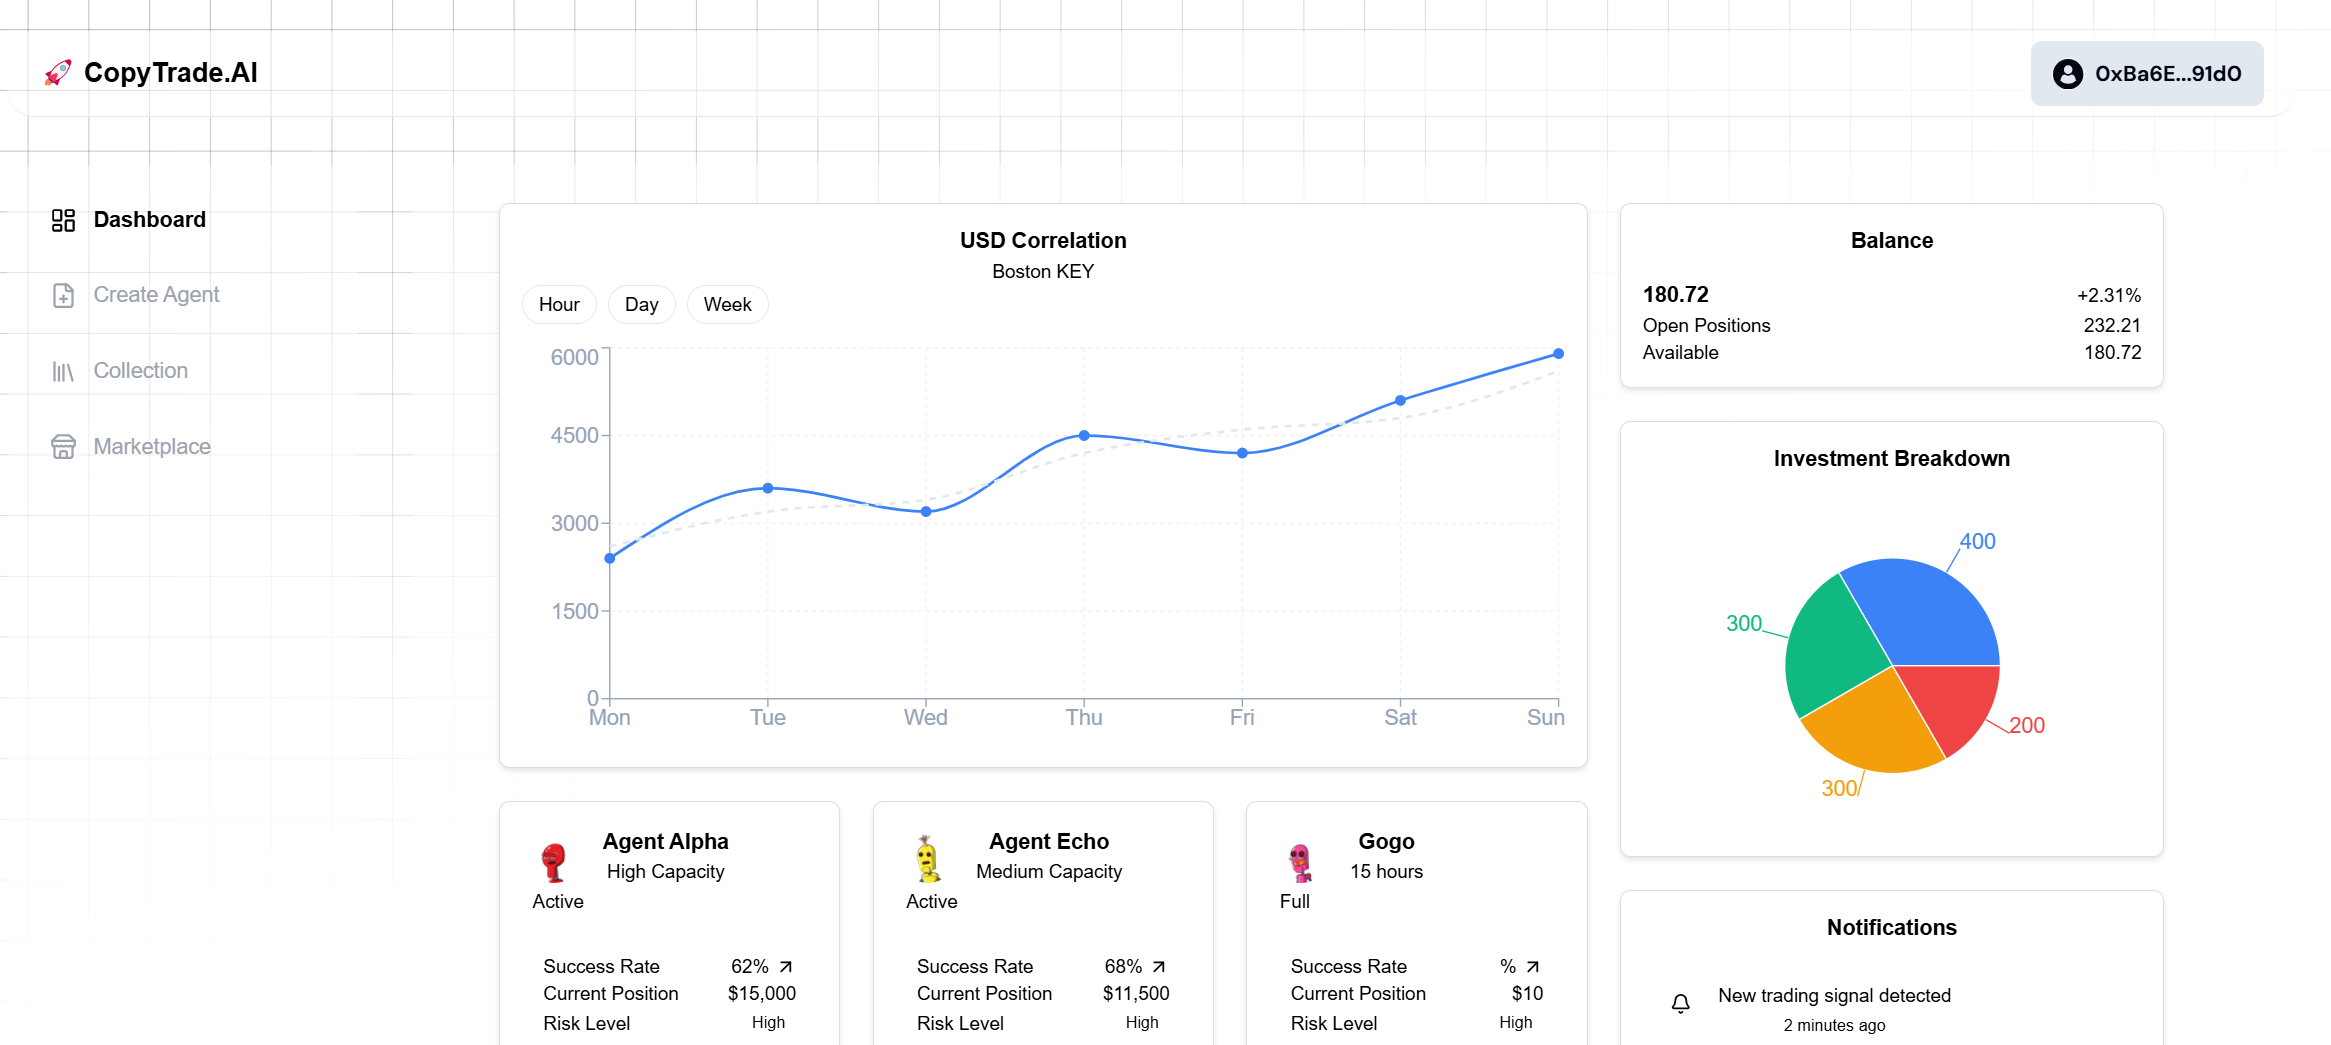 CopyTrade.AI
0xBa6E...91d0
Dashboard
Create Agent
Collection
Marketplace
USD Correlation
Boston KEY
Hour Day Week
6000
4500
3000
1500
0
Mon Tue Wed Thu Fri Sat Sun
Balance
180.72 +2.31%
Open Positions 232.21
Available 180.72
Investment Breakdown
400
300
200
300
Agent Alpha
High Capacity
Active
Success Rate 62%
Current Position $15,000
Risk Level High
Agent Echo
Medium Capacity
Active
Success Rate 68%
Current Position $11,500
Risk Level High
Gogo
15 hours
Full
Success Rate %
Current Position $10
Risk Level High
Notifications
New trading signal detected
2 minutes ago